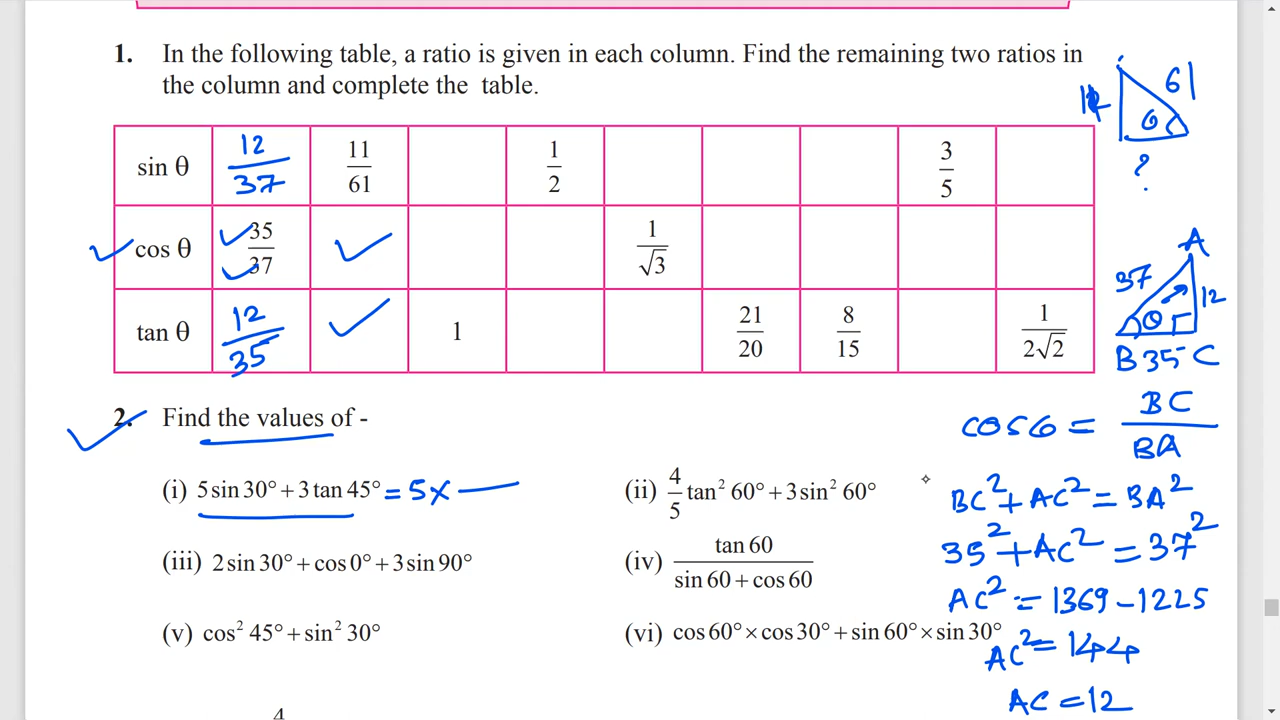 1. In the following table, a ratio is given in each column. Find the remaining two ratios in
the column and complete the table.
sin θ 12/37 11/61 1/2 3/5
cos θ 35/37 1/√3
tan θ 12/35 1 21/20 8/15 1/2√2
61
θ
?
A
37
12
θ
B 35 C
2. Find the values of -
(i) 5 sin 30° + 3 tan 45° = 5×
(ii) 4/5 tan² 60° + 3 sin² 60°
(iii) 2 sin 30° + cos 0° + 3 sin 90°
(iv) tan 60 / sin 60 + cos 60
(v) cos² 45° + sin² 30°
(vi) cos 60° × cos 30° + sin 60° × sin 30°
cos θ = BC/BA
BC² + AC² = BA²
35² + AC² = 37²
AC² = 1369 - 1225
AC² = 144
AC = 12